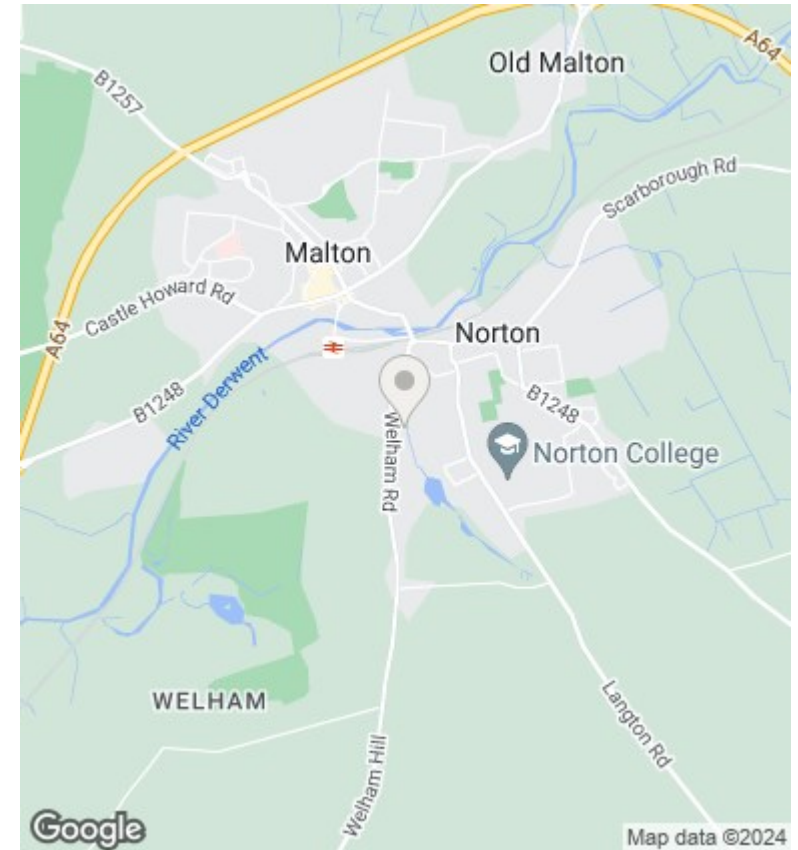 A64
Old Malton
B1257
Scarborough Rd
Malton
Castle Howard Rd
A64
Norton
River Derwent
B1248
B1248
Welham Rd
Norton College
WELHAM
Langton Rd
Welham Hill
Google
Map data ©2024